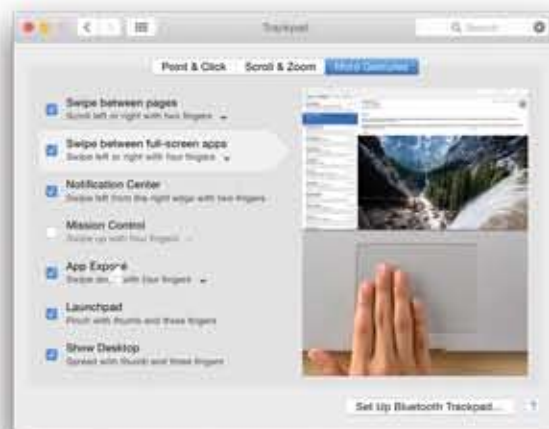 Trackpad
Search
Point & Click
Scroll & Zoom
More Gestures
Swipe between pages
Scroll left or right with two fingers
Swipe between full-screen apps
Swipe left or right with four fingers
Notification Center
Swipe left from the right edge with two fingers
Mission Control
Swipe up with four fingers
App Exposé
with four fingers
Launchpad
Pinch with thumb and three fingers
Show Desktop
Spread with thumb and three fingers
Set Up Bluetooth Trackpad...
?